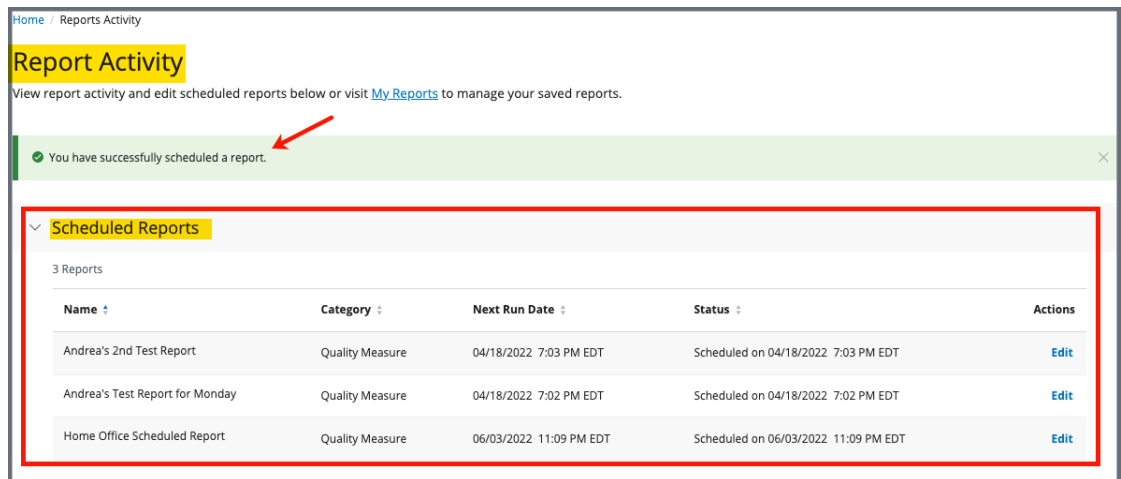 Home / Reports Activity
Report Activity
View report activity and edit scheduled reports below or visit My Reports to manage your saved reports.
You have successfully scheduled a report.
Scheduled Reports
3 Reports
Name Category Next Run Date Status Actions
Andrea's 2nd Test Report Quality Measure 04/18/2022 7:03 PM EDT Scheduled on 04/18/2022 7:03 PM EDT Edit
Andrea's Test Report for Monday Quality Measure 04/18/2022 7:02 PM EDT Scheduled on 04/18/2022 7:02 PM EDT Edit
Home Office Scheduled Report Quality Measure 06/03/2022 11:09 PM EDT Scheduled on 06/03/2022 11:09 PM EDT Edit